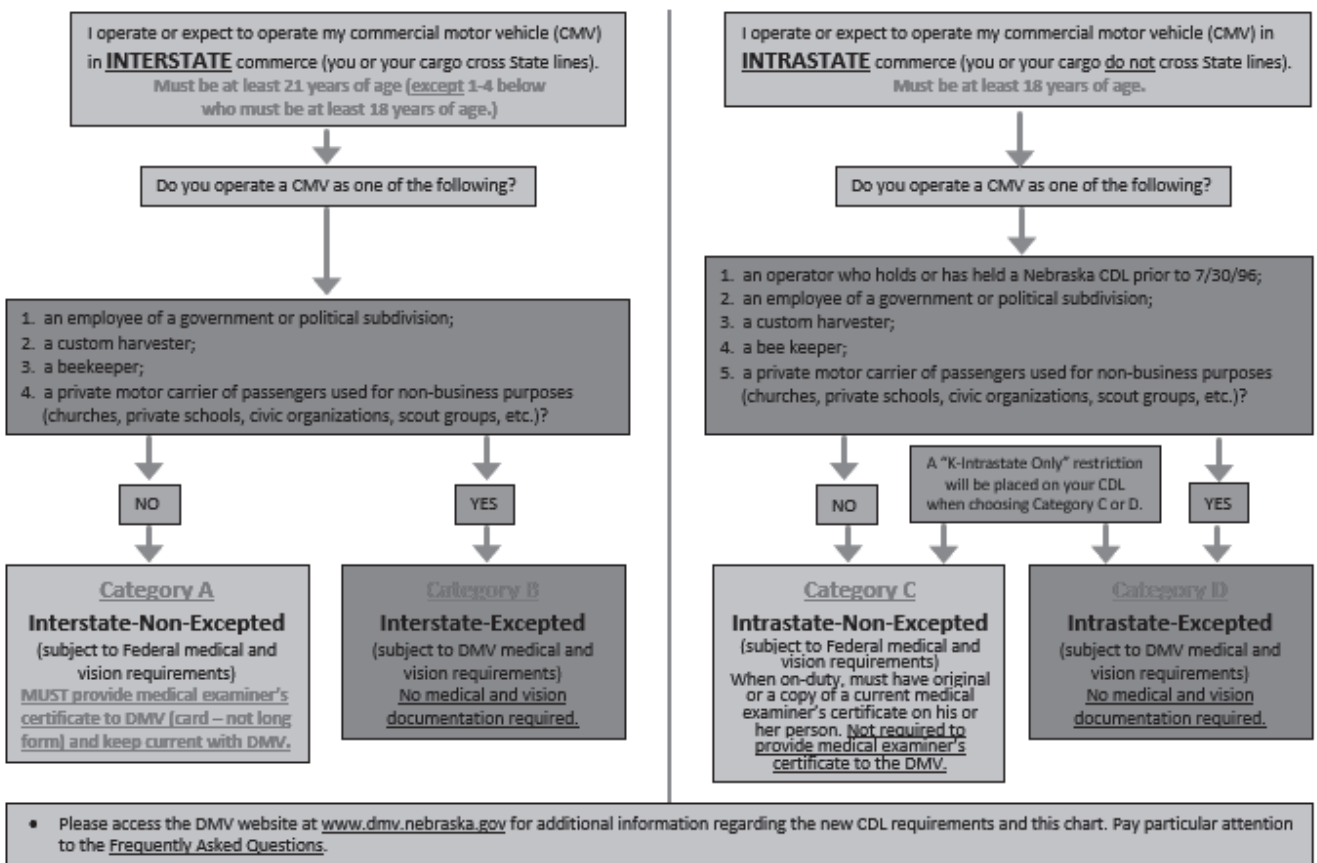 I operate or expect to operate my commercial motor vehicle (CMV)
in INTERSTATE commerce (you or your cargo cross State lines).
Must be at least 21 years of age (except 1-4 below
who must be at least 18 years of age.)
Do you operate a CMV as one of the following?
1. an employee of a government or political subdivision;
2. a custom harvester;
3. a beekeeper;
4. a private motor carrier of passengers used for non-business purposes
(churches, private schools, civic organizations, scout groups, etc.)?
NO
YES
Category A
Interstate-Non-Excepted
(subject to Federal medical and
vision requirements)
MUST provide medical examiner's
certificate to DMV (card – not long
form) and keep current with DMV.
Category B
Interstate-Excepted
(subject to DMV medical and
vision requirements)
No medical and vision
documentation required.
I operate or expect to operate my commercial motor vehicle (CMV) in
INTRASTATE commerce (you or your cargo do not cross State lines).
Must be at least 18 years of age.
Do you operate a CMV as one of the following?
1. an operator who holds or has held a Nebraska CDL prior to 7/30/96;
2. an employee of a government or political subdivision;
3. a custom harvester;
4. a bee keeper;
5. a private motor carrier of passengers used for non-business purposes
(churches, private schools, civic organizations, scout groups, etc.)?
NO
A "K-Intrastate Only" restriction
will be placed on your CDL
when choosing Category C or D.
YES
Category C
Intrastate-Non-Excepted
(subject to Federal medical and
vision requirements)
When on-duty, must have original
or a copy of a current medical
examiner's certificate on his or
her person. Not required to
provide medical examiner's
certificate to the DMV.
Category D
Intrastate-Excepted
(subject to DMV medical and
vision requirements)
No medical and vision
documentation required.
• Please access the DMV website at www.dmv.nebraska.gov for additional information regarding the new CDL requirements and this chart. Pay particular attention
to the Frequently Asked Questions.